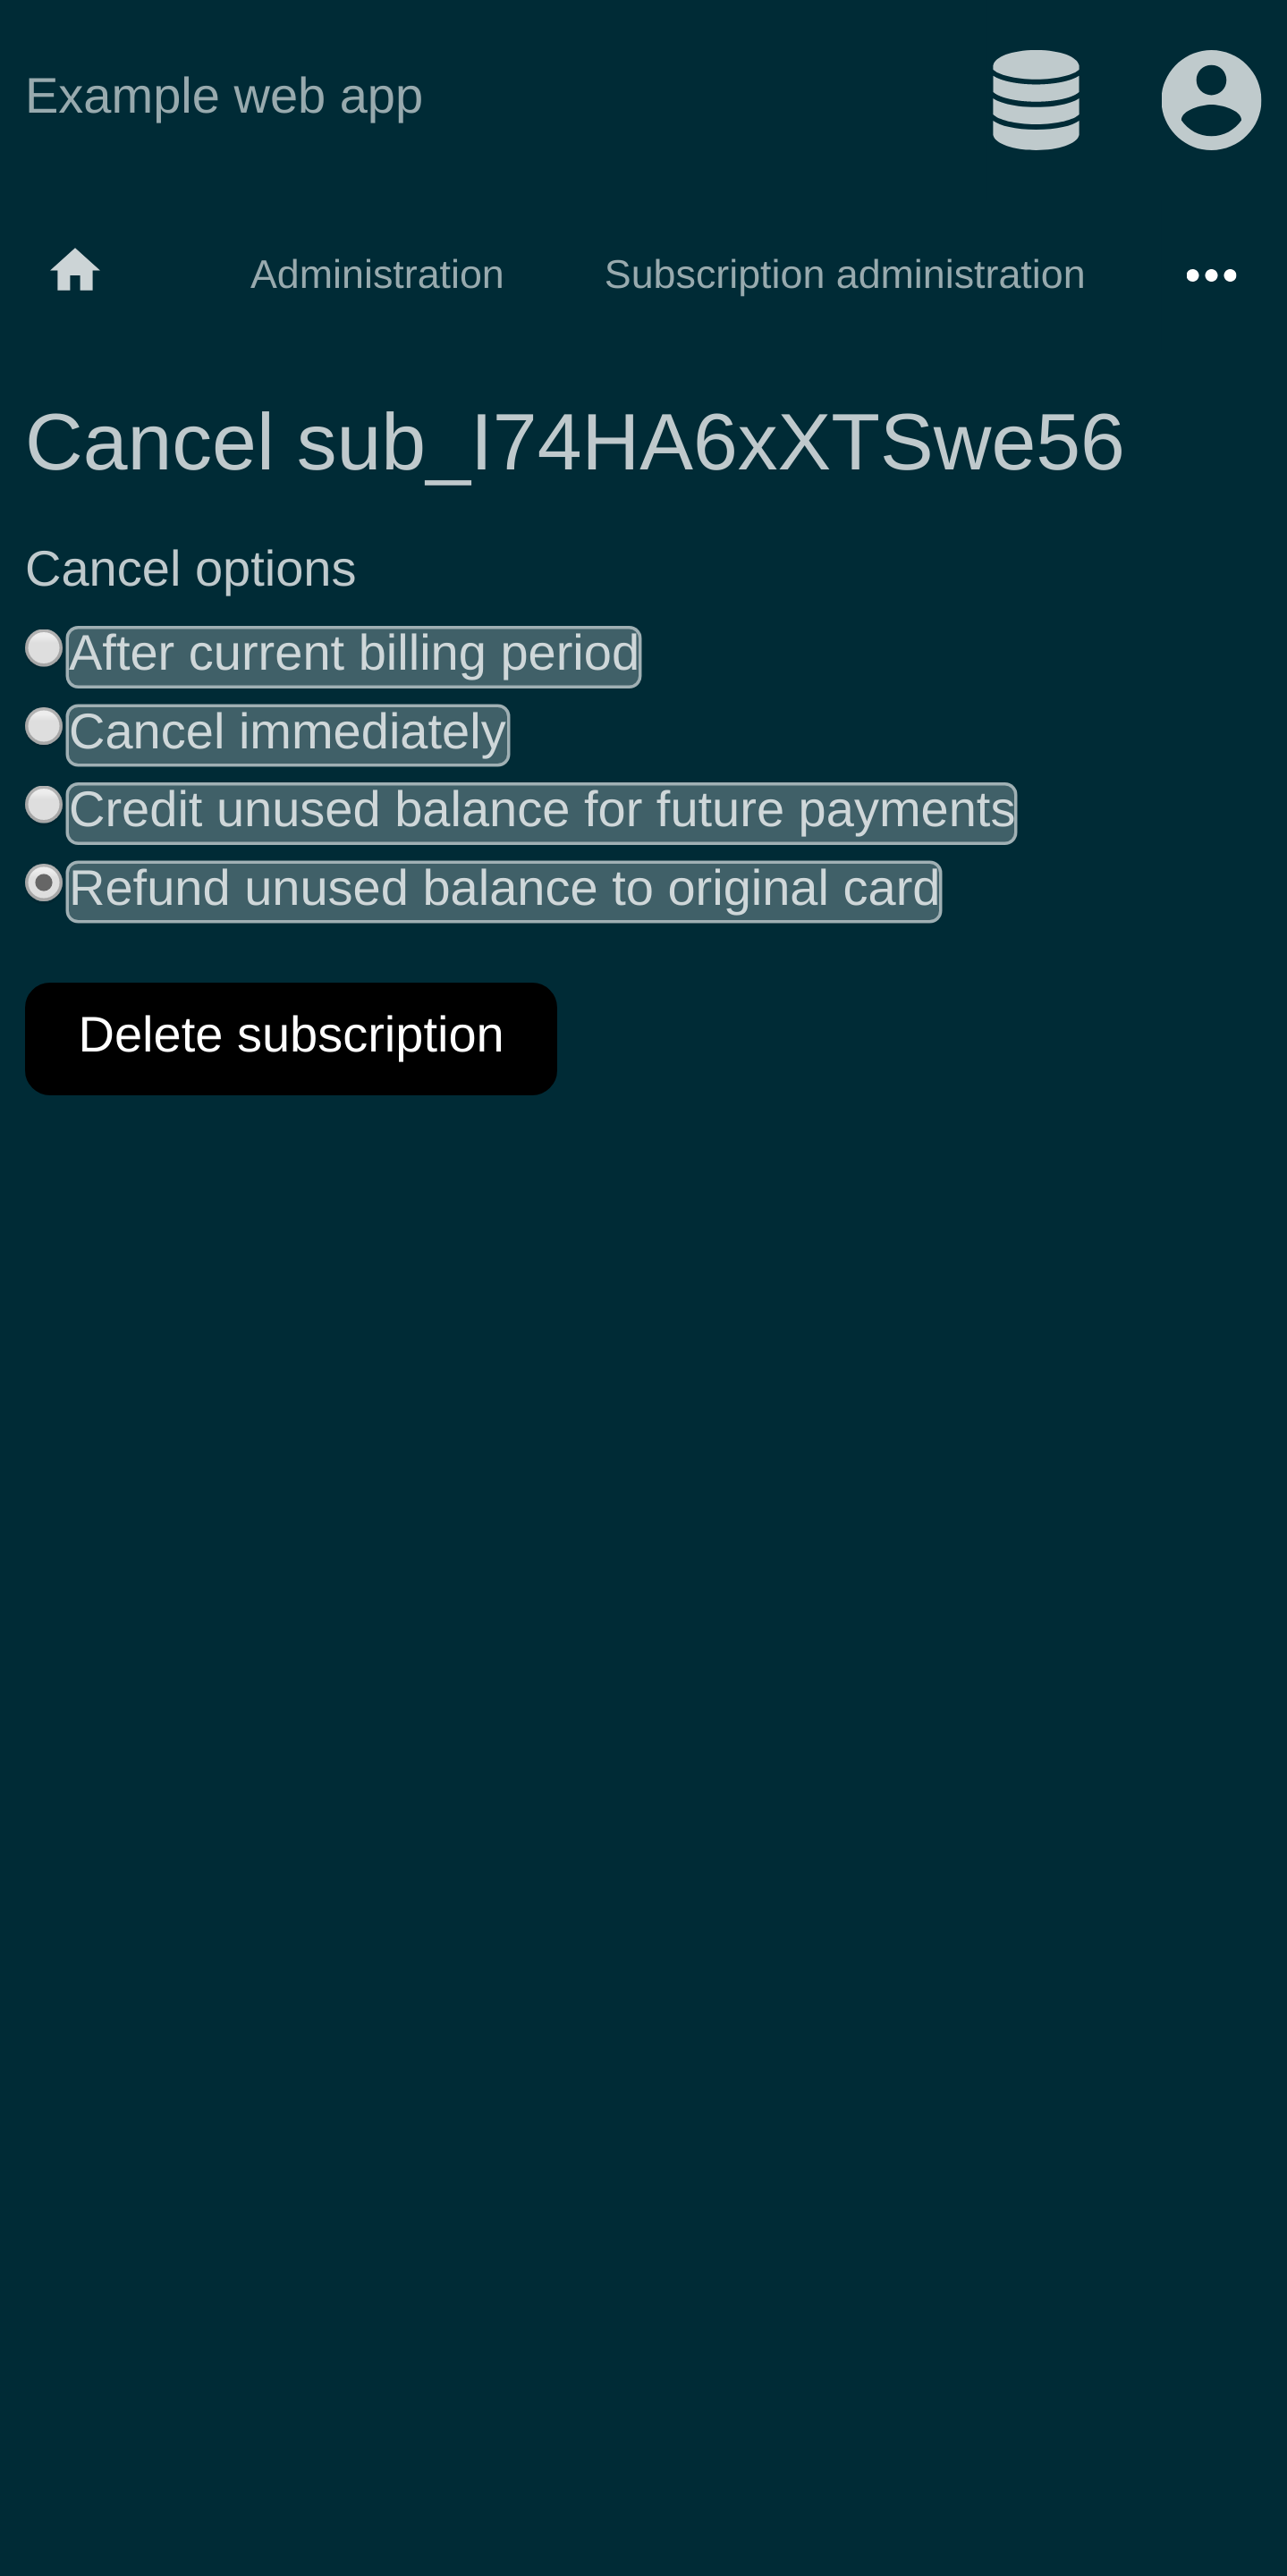 Example web app
Administration Subscription administration
Cancel sub_I74HA6xXTSwe56
Cancel options
After current billing period
Cancel immediately
Credit unused balance for future payments
Refund unused balance to original card
Delete subscription